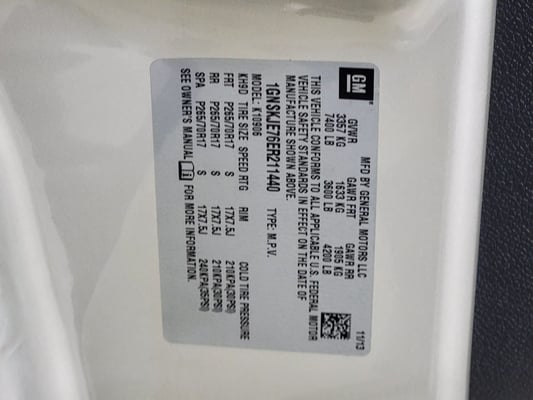 GM
MFD BY GENERAL MOTORS LLC 11/13
GVWR GAWR FRT GAWR RR
3357 KG 1633 KG 1905 KG
7400 LB 3600 LB 4200 LB
THIS VEHICLE CONFORMS TO ALL APPLICABLE U.S. FEDERAL MOTOR
VEHICLE SAFETY STANDARDS IN EFFECT ON THE DATE OF
MANUFACTURE SHOWN ABOVE.
1GNSKJE76ER211440 TYPE: M.P.V.
MODEL: K10906
KH9D TIRE SIZE SPEED RTG RIM COLD TIRE PRESSURE
FRT P265/70R17 S 17X7.5J 210KPA(30PSI)
RR P265/70R17 S 17X7.5J 210KPA(30PSI)
SPA P265/70R17 S 17X7.5J 240KPA(35PSI)
SEE OWNER'S MANUAL FOR MORE INFORMATION.